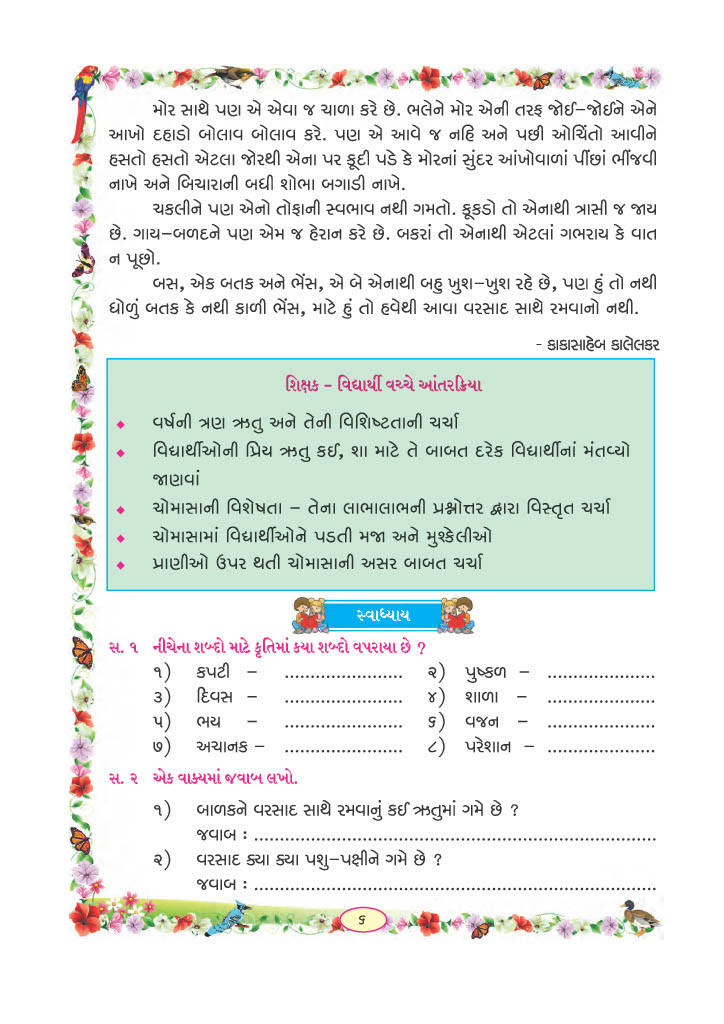 મોર સાથે પણ એ એવા જ ચાળા કરે છે. ભલેને મોર એની તરફ જોઈ–જોઈને એને
આખો દહાડો બોલાવ બોલાવ કરે. પણ એ આવે જ નહિ અને પછી ઓચિંતો આવીને
હસતો હસતો એટલા જોરથી એના પર કૂદી પડે કે મોરનાં સુંદર આંખોવાળાં પીંછાં ભીંજવી
નાખે અને બિચારાની બધી શોભા બગાડી નાખે.
ચકલીને પણ એનો તોફાની સ્વભાવ નથી ગમતો. કૂકડો તો એનાથી ત્રાસી જ જાય
છે. ગાય–બળદને પણ એમ જ હેરાન કરે છે. બકરાં તો એનાથી એટલાં ગભરાય કે વાત
ન પૂછો.
બસ, એક બતક અને ભેંસ, એ બે એનાથી બહુ ખુશ–ખુશ રહે છે, પણ હું તો નથી
ધોળું બતક કે નથી કાળી ભેંસ, માટે હું તો હવેથી આવા વરસાદ સાથે રમવાનો નથી.
- કાકાસાહેબ કાલેલકર
શિક્ષક – વિદ્યાર્થી વચ્ચે આંતરક્રિયા
◆ વર્ષની ત્રણ ઋતુ અને તેની વિશિષ્ટતાની ચર્ચા
◆ વિદ્યાર્થીઓની પ્રિય ઋતુ કઈ, શા માટે તે બાબત દરેક વિદ્યાર્થીનાં મંતવ્યો
જાણવાં
◆ ચોમાસાની વિશેષતા – તેના લાભાલાભની પ્રશ્નોત્તર દ્વારા વિસ્તૃત ચર્ચા
◆ ચોમાસામાં વિદ્યાર્થીઓને પડતી મજા અને મુશ્કેલીઓ
◆ પ્રાણીઓ ઉપર થતી ચોમાસાની અસર બાબત ચર્ચા
સ્વાધ્યાય
સ. ૧ નીચેના શબ્દો માટે કૃતિમાં કયા શબ્દો વપરાયા છે ?
૧) કપટી – ....................... ૨) પુષ્કળ – .....................
૩) દિવસ – ....................... ૪) શાળા – .....................
૫) ભય – ....................... ૬) વજન – .....................
૭) અચાનક – ....................... ૮) પરેશાન – .....................
સ. ૨ એક વાક્યમાં જવાબ લખો.
૧) બાળકને વરસાદ સાથે રમવાનું કઈ ઋતુમાં ગમે છે ?
જવાબ : ..............................................................................
૨) વરસાદ ક્યા ક્યા પશુ–પક્ષીને ગમે છે ?
જવાબ : ..............................................................................
૬